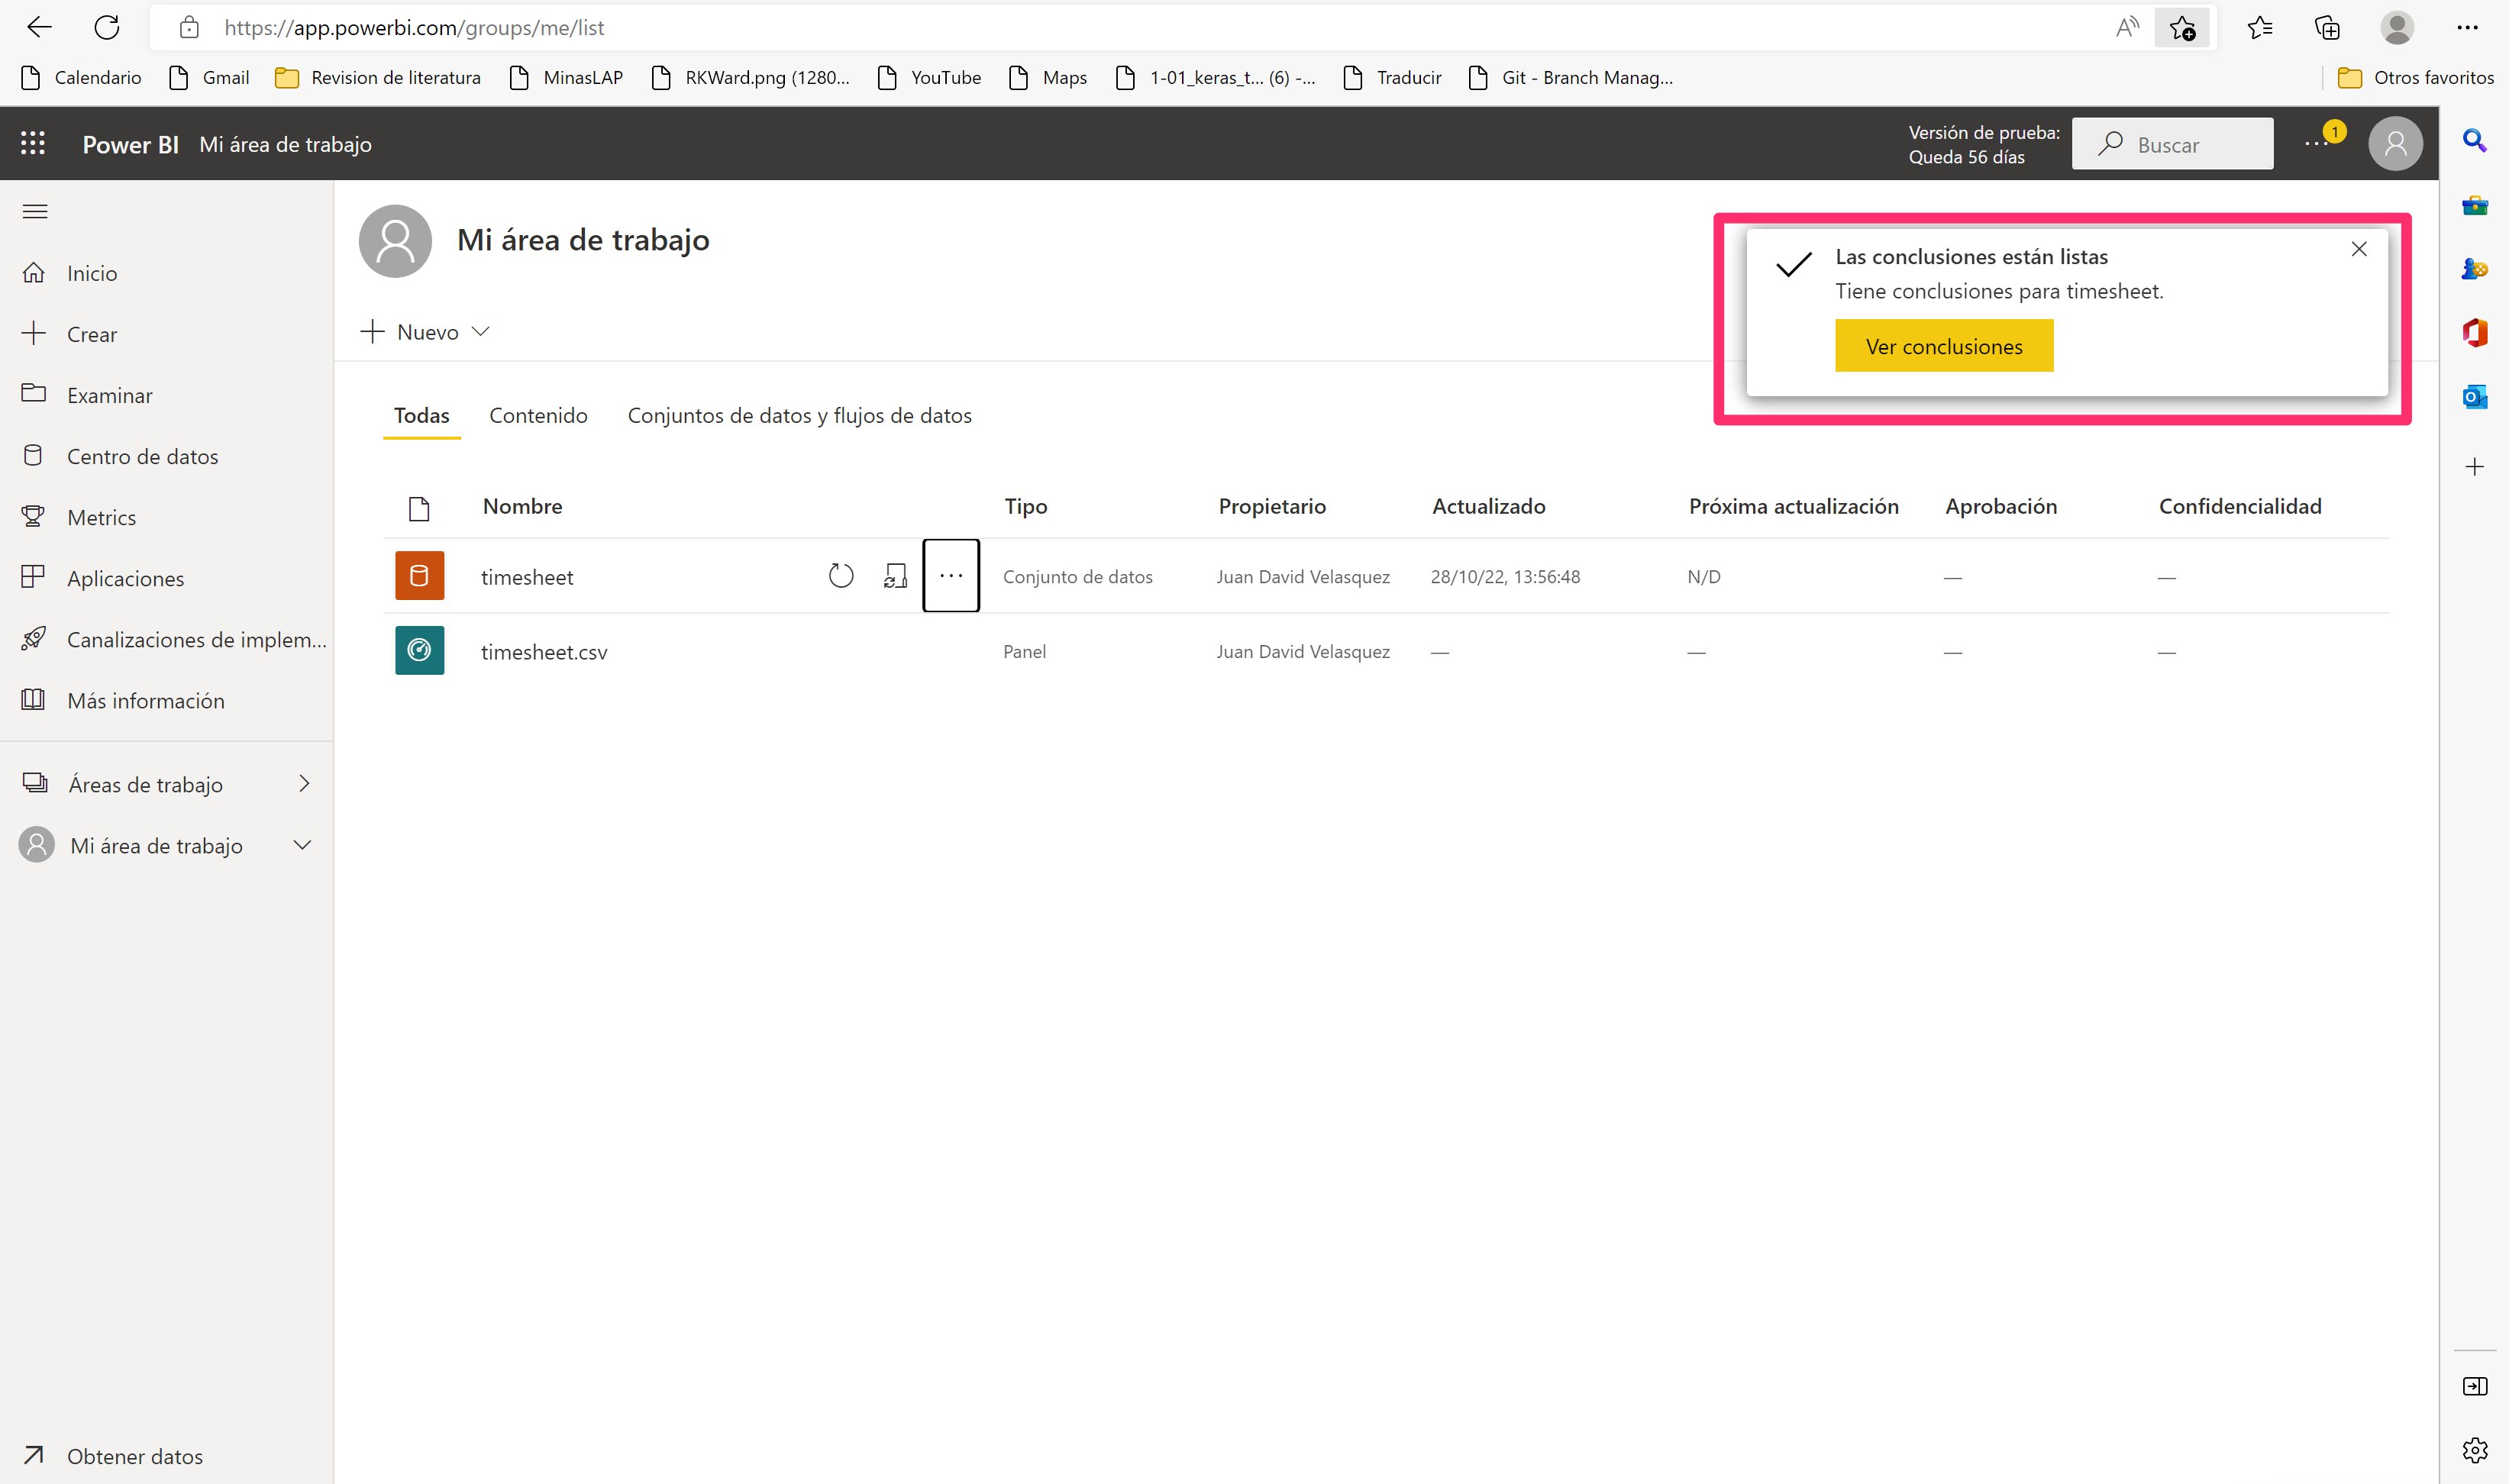 https://app.powerbi.com/groups/me/list
Calendario Gmail Revision de literatura MinasLAP RKWard.png (1280... YouTube Maps 1-01_keras_t... (6) -... Traducir Git - Branch Manag... Otros favoritos
Power BI Mi área de trabajo
Versión de prueba:
Queda 56 días
Buscar
1
Inicio
Crear
Examinar
Centro de datos
Metrics
Aplicaciones
Canalizaciones de implem...
Más información
Áreas de trabajo
Mi área de trabajo
Obtener datos
Mi área de trabajo
Nuevo
Las conclusiones están listas
Tiene conclusiones para timesheet.
Ver conclusiones
Todas Contenido Conjuntos de datos y flujos de datos
Nombre Tipo Propietario Actualizado Próxima actualización Aprobación Confidencialidad
timesheet Conjunto de datos Juan David Velasquez 28/10/22, 13:56:48 N/D — —
timesheet.csv Panel Juan David Velasquez — — — —